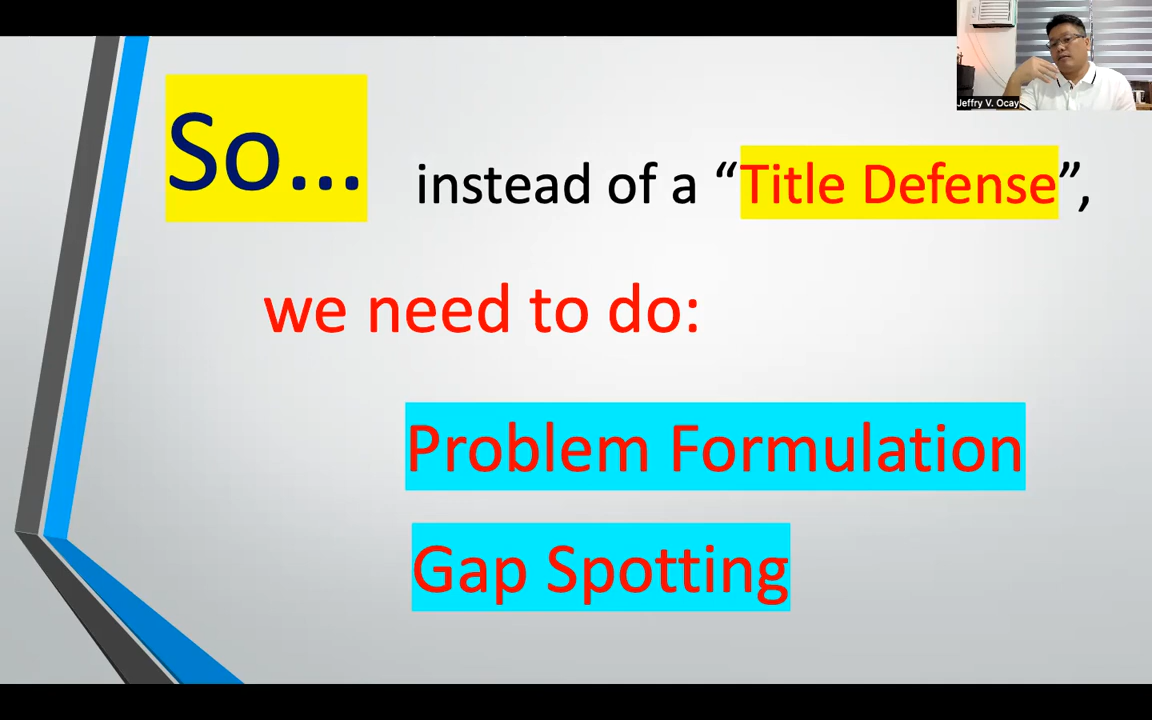 So...
instead of a “Title Defense”,
we need to do:
Problem Formulation
Gap Spotting
Jeffry V. Ocay